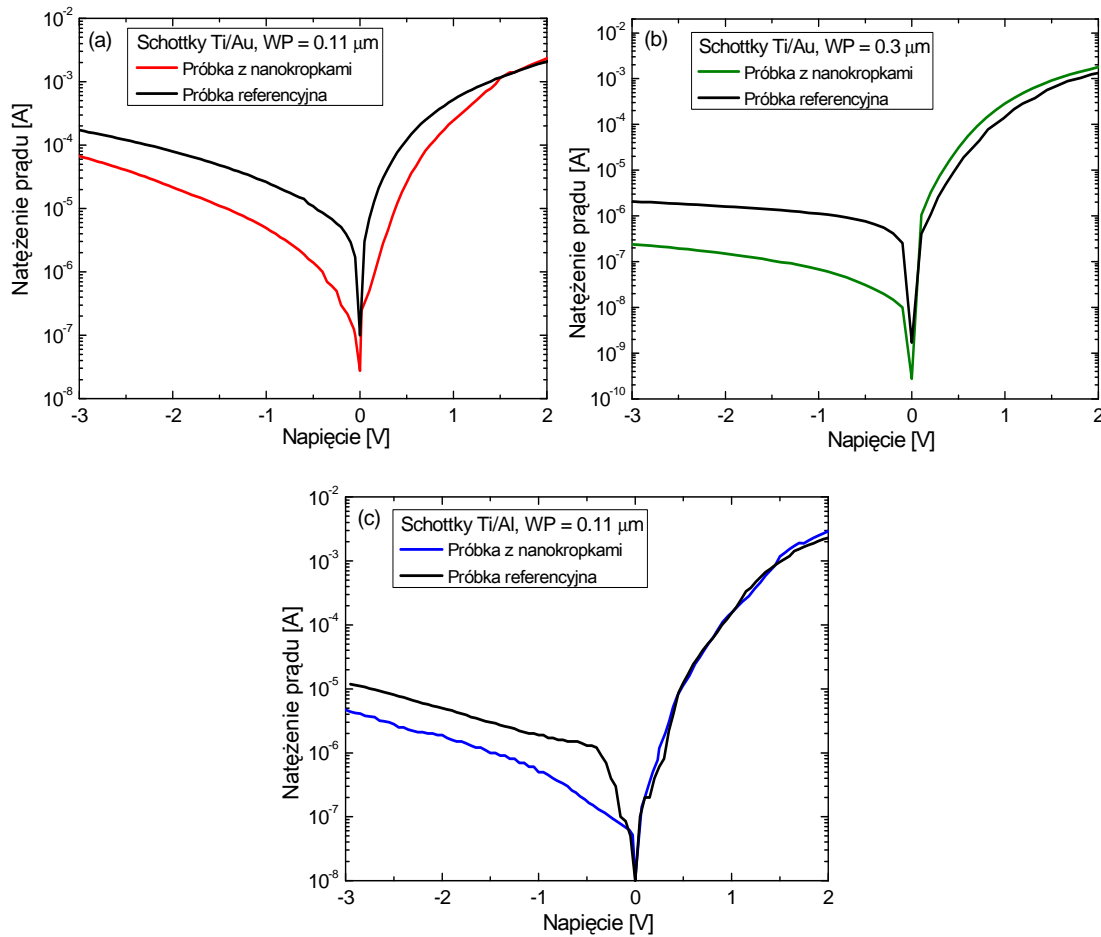 (a)
Schottky Ti/Au, WP = 0.11 μm
Próbka z nanokropkami
Próbka referencyjna
Natężenie prądu [A]
10⁻²
10⁻³
10⁻⁴
10⁻⁵
10⁻⁶
10⁻⁷
10⁻⁸
-3 -2 -1 0 1 2
Napięcie [V]
(b)
Schottky Ti/Au, WP = 0.3 μm
Próbka z nanokropkami
Próbka referencyjna
Natężenie prądu [A]
10⁻²
10⁻³
10⁻⁴
10⁻⁵
10⁻⁶
10⁻⁷
10⁻⁸
10⁻⁹
10⁻¹⁰
-3 -2 -1 0 1 2
Napięcie [V]
(c)
Schottky Ti/Al, WP = 0.11 μm
Próbka z nanokropkami
Próbka referencyjna
Natężenie prądu [A]
10⁻²
10⁻³
10⁻⁴
10⁻⁵
10⁻⁶
10⁻⁷
10⁻⁸
-3 -2 -1 0 1 2
Napięcie [V]